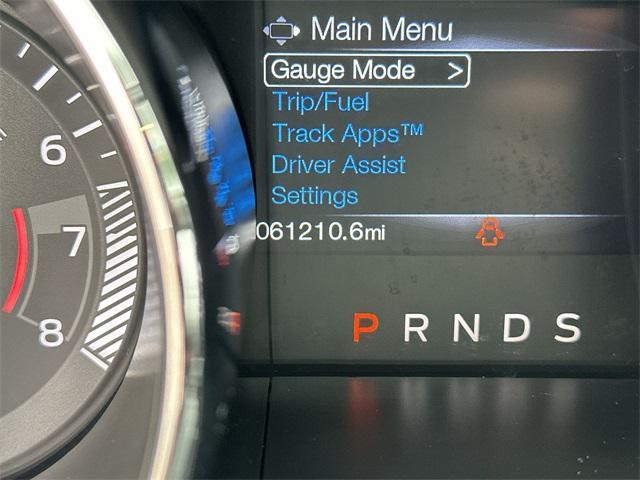 Main Menu
Gauge Mode >
Trip/Fuel
Track Apps™
Driver Assist
Settings
061210.6mi
P R N D S
6
7
8